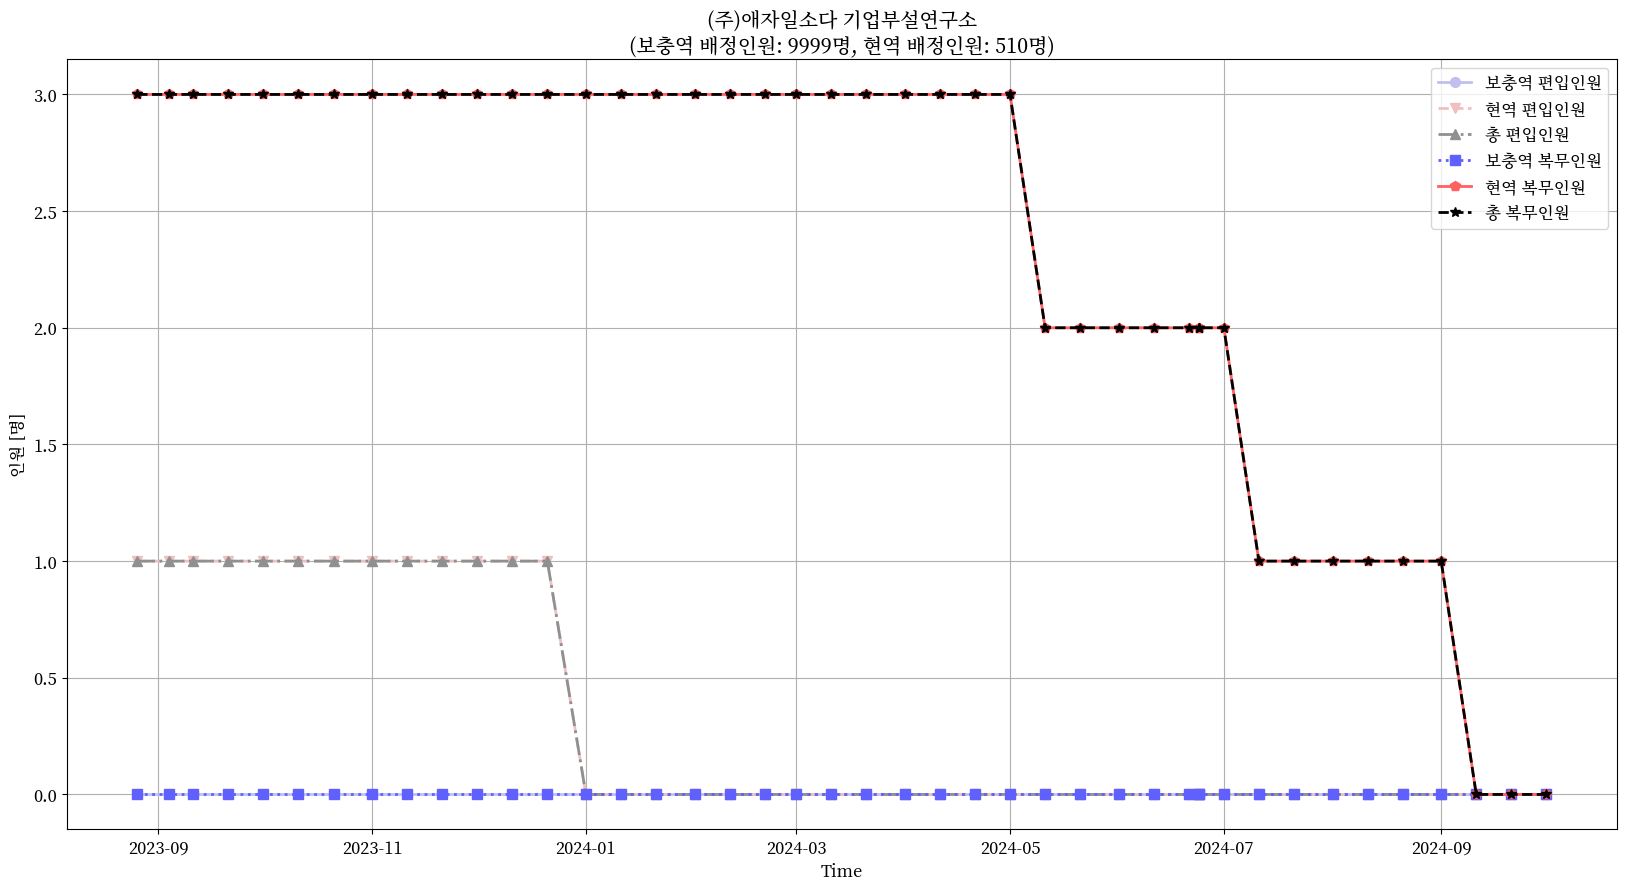 (주)애자일소다 기업부설연구소
(보충역 배정인원: 9999명, 현역 배정인원: 510명)
보충역 편입인원
현역 편입인원
총 편입인원
보충역 복무인원
현역 복무인원
총 복무인원
인원 [명]
3.0
2.5
2.0
1.5
1.0
0.5
0.0
2023-09
2023-11
2024-01
2024-03
2024-05
2024-07
2024-09
Time